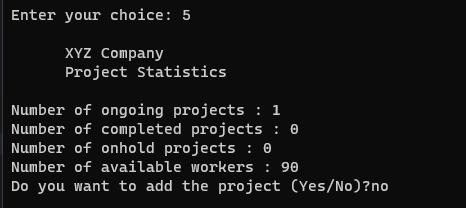 Enter your choice: 5
XYZ Company
Project Statistics
Number of ongoing projects : 1
Number of completed projects : 0
Number of onhold projects : 0
Number of available workers : 90
Do you want to add the project (Yes/No)?no